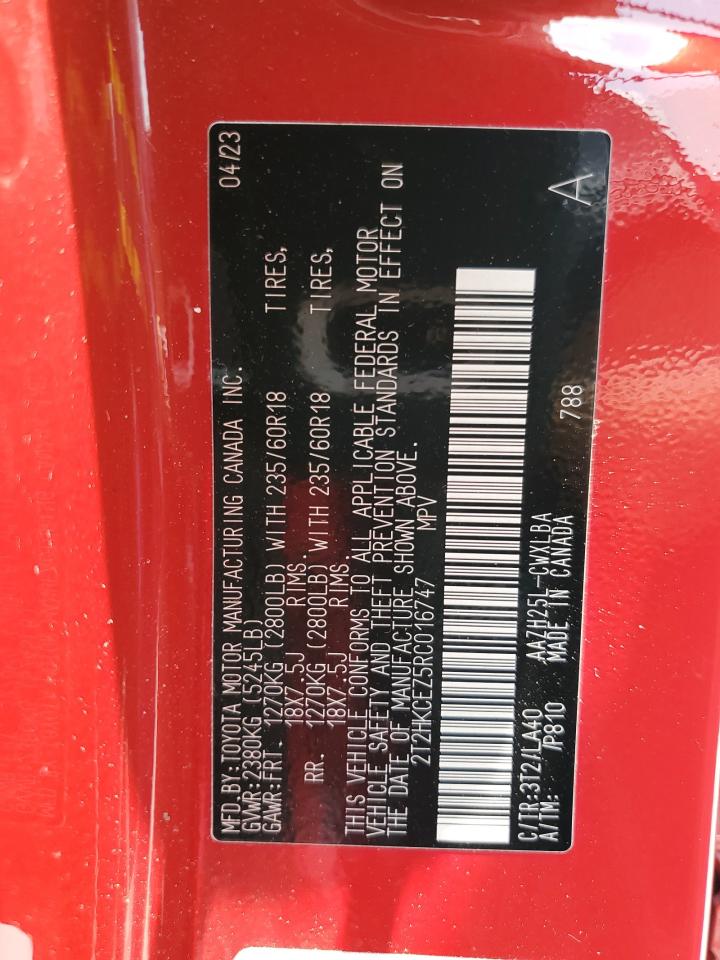 MFD. BY: TOYOTA MOTOR MANUFACTURING CANADA INC. 04/23
GVWR: 2380KG (5245LB)
GAWR: FRT. 1270KG (2800LB) WITH 235/60R18 TIRES,
18X7.5J RIMS.
RR. 1270KG (2800LB) WITH 235/60R18 TIRES,
18X7.5J RIMS.
THIS VEHICLE CONFORMS TO ALL APPLICABLE FEDERAL MOTOR
VEHICLE SAFETY AND THEFT PREVENTION STANDARDS IN EFFECT ON
THE DATE OF MANUFACTURE SHOWN ABOVE.
2T2HKCEZ5RC016747 MPV
C/TR:3T2/LA40 AAZH25L-CWXLBA
A/TM: /P810 MADE IN CANADA 788
A